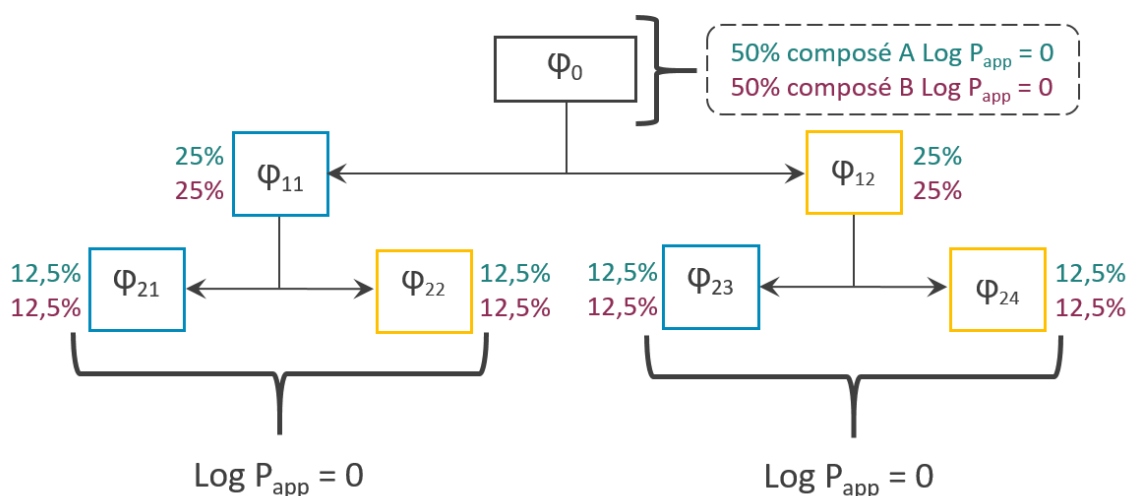 φ0
50% composé A Log Papp = 0
50% composé B Log Papp = 0
25%
25%
φ11
φ12
25%
25%
12,5%
12,5%
φ21
φ22
12,5%
12,5%
12,5%
12,5%
φ23
φ24
12,5%
12,5%
Log Papp = 0
Log Papp = 0